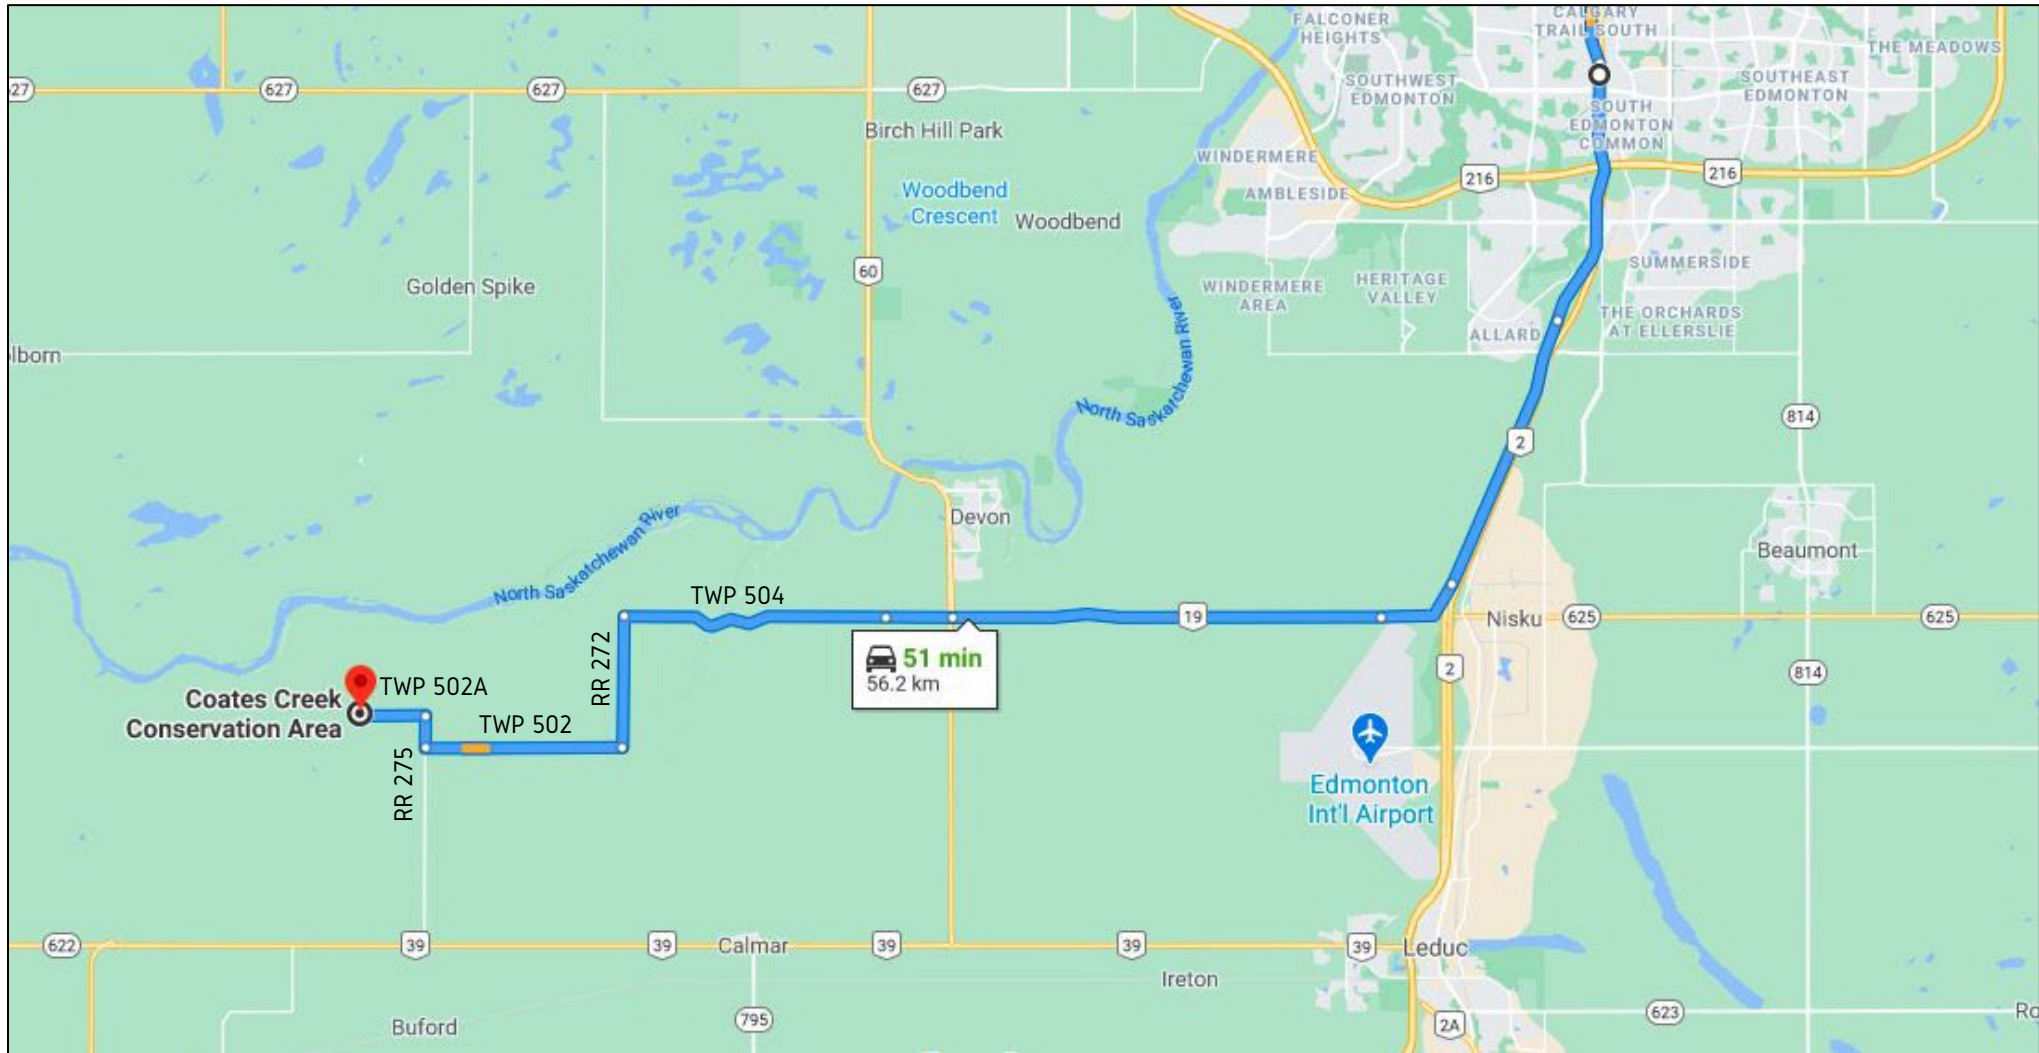 FALCONER
HEIGHTS
CALGARY
TRAIL SOUTH
THE MEADOWS
SOUTHWEST
EDMONTON
SOUTHEAST
EDMONTON
627
627
627
627
SOUTH
EDMONTON
COMMON
Birch Hill Park
WINDERMERE
216
216
AMBLESIDE
Woodbend
Crescent
Woodbend
60
Golden Spike
SUMMERSIDE
WINDERMERE
AREA
HERITAGE
VALLEY
THE ORCHARDS
AT ELLERSLIE
ALLARD
North Saskatchewan River
lborn
814
2
Devon
North Saskatchewan River
Beaumont
TWP 504
19
Nisku
625
625
RR 272
51 min
56.2 km
2
814
Coates Creek
Conservation Area
TWP 502A
TWP 502
RR 275
Edmonton
Int'l Airport
622
39
39
Calmar
39
39
39
Leduc
Ireton
Buford
795
2A
623
Ro